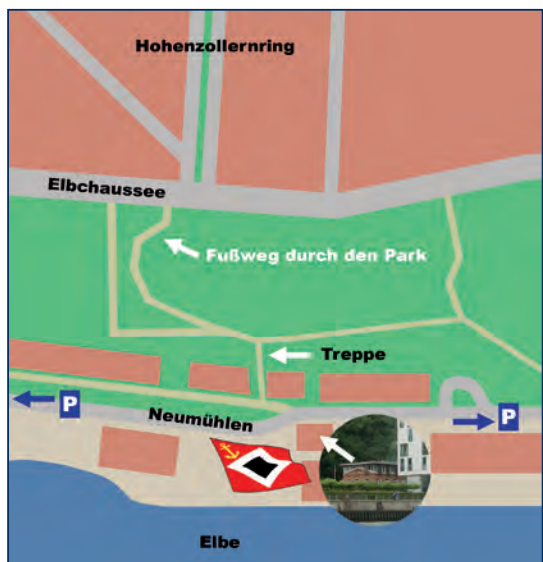 Hohenzollernring
Elbchaussee
Fußweg durch den Park
Treppe
P
Neumühlen
P
Elbe